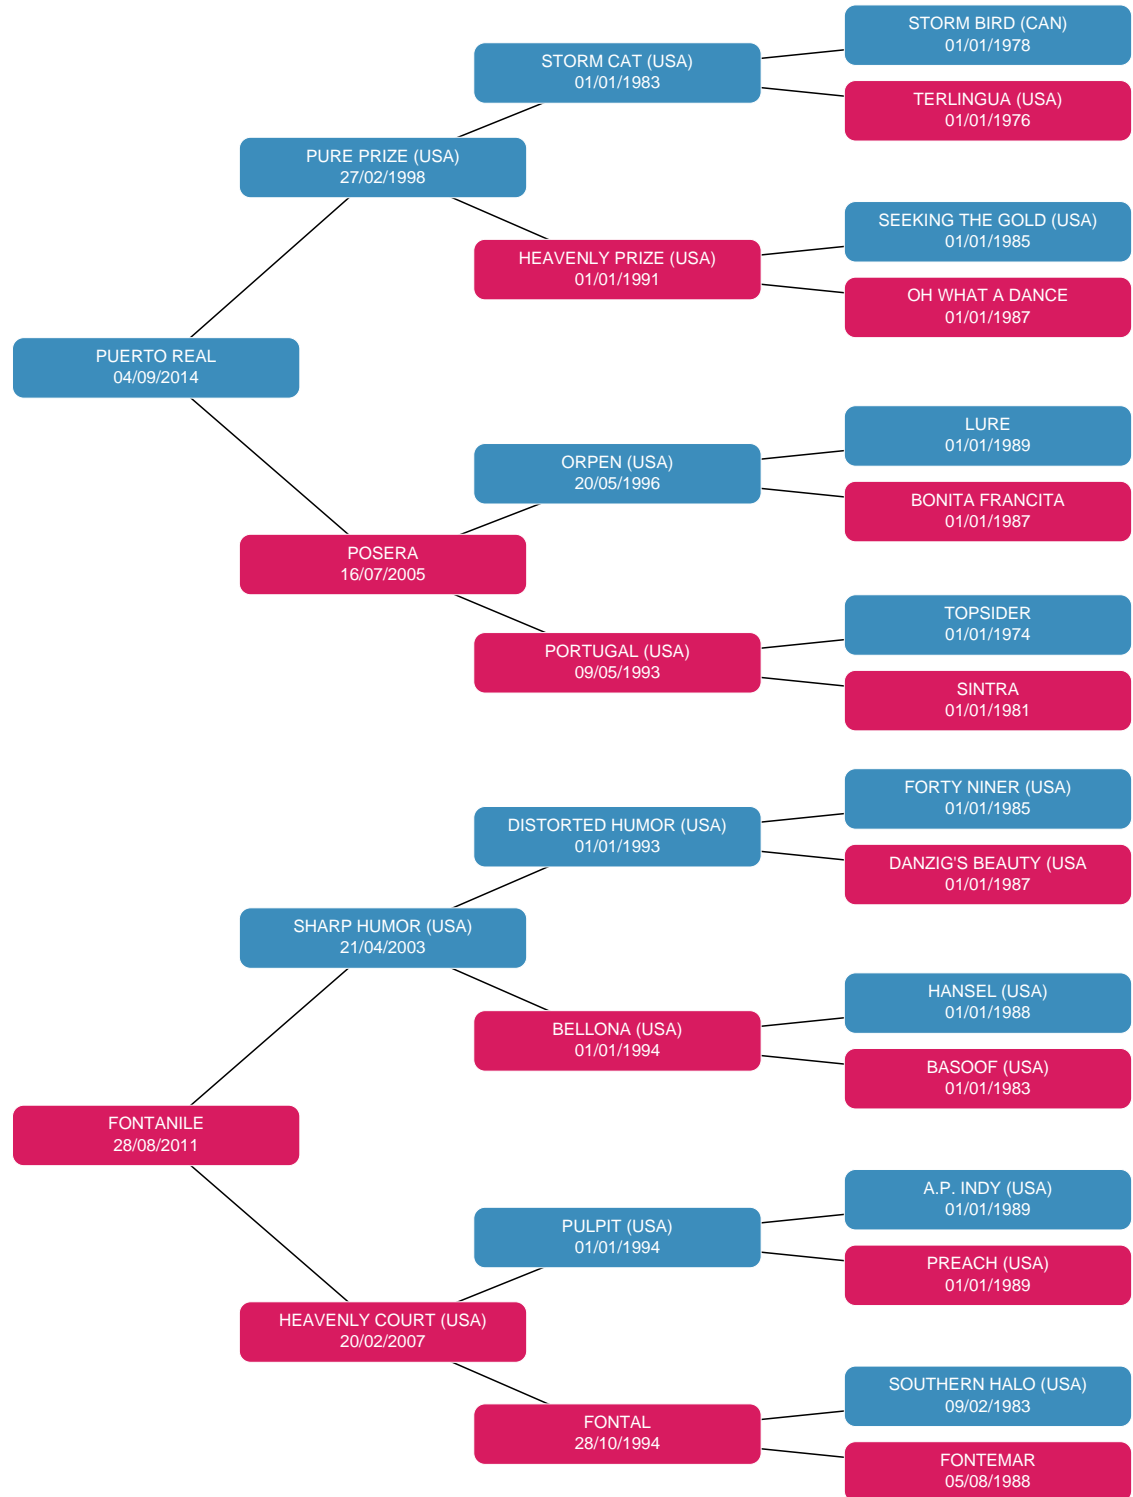 STORM BIRD (CAN)
01/01/1978
STORM CAT (USA)
01/01/1983
TERLINGUA (USA)
01/01/1976
PURE PRIZE (USA)
27/02/1998
SEEKING THE GOLD (USA)
01/01/1985
HEAVENLY PRIZE (USA)
01/01/1991
OH WHAT A DANCE
01/01/1987
PUERTO REAL
04/09/2014
LURE
01/01/1989
ORPEN (USA)
20/05/1996
BONITA FRANCITA
01/01/1987
POSERA
16/07/2005
TOPSIDER
01/01/1974
PORTUGAL (USA)
09/05/1993
SINTRA
01/01/1981
FORTY NINER (USA)
01/01/1985
DISTORTED HUMOR (USA)
01/01/1993
DANZIG'S BEAUTY (USA
01/01/1987
SHARP HUMOR (USA)
21/04/2003
HANSEL (USA)
01/01/1988
BELLONA (USA)
01/01/1994
BASOOF (USA)
01/01/1983
FONTANILE
28/08/2011
A.P. INDY (USA)
01/01/1989
PULPIT (USA)
01/01/1994
PREACH (USA)
01/01/1989
HEAVENLY COURT (USA)
20/02/2007
SOUTHERN HALO (USA)
09/02/1983
FONTAL
28/10/1994
FONTEMAR
05/08/1988